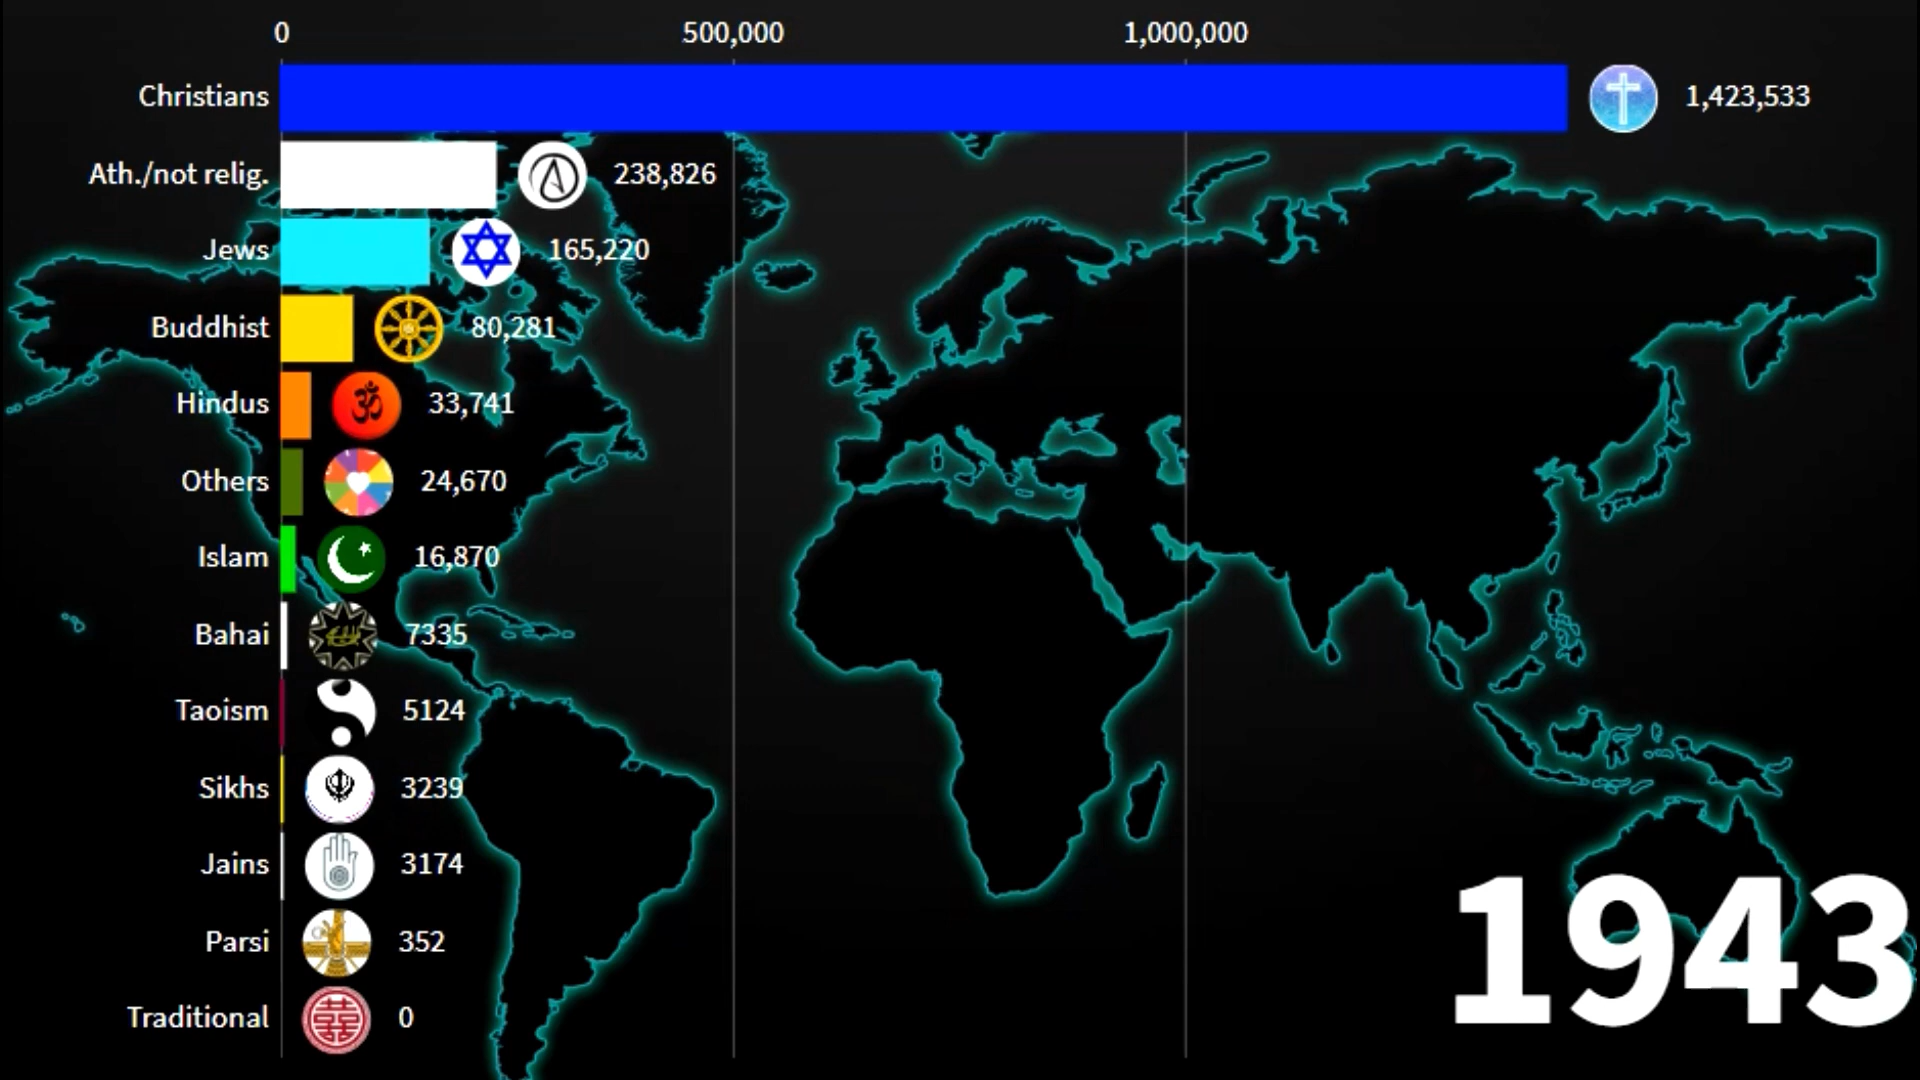 0 500,000 1,000,000
Christians 1,423,533
Ath./not relig. 238,826
Jews 165,220
Buddhist 80,281
Hindus 33,741
Others 24,670
Islam 16,870
Bahai 7335
Taoism 5124
Sikhs 3239
Jains 3174
Parsi 352
Traditional 0
1943